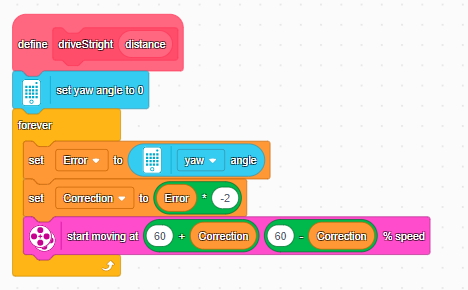 define driveStright distance
set yaw angle to 0
forever
set Error to yaw angle
set Correction to Error * -2
start moving at 60 + Correction 60 - Correction % speed